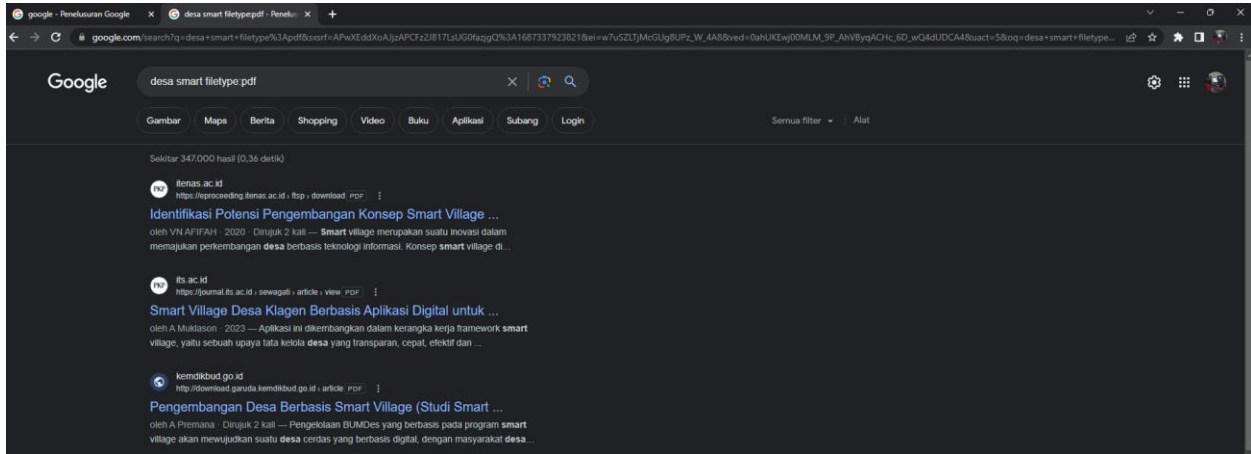 google - Penelusuran Google
desa smart filetype:pdf - Penelus
google.com/search?q=desa+smart+filetype%3Apdf&sxsrf=APwXEddXoAJjzAPCFz2J817LsUG0fazjgQ%3A1687337923821&ei=w7uSZLTjMcGUg8UPz_W_4A8&ved=0ahUKEwj00MLM_9P_AhVByqACHc_6D_wQ4dUDCA4&uact=5&oq=desa+smart+filetype...
Google
desa smart filetype:pdf
Gambar Maps Berita Shopping Video Buku Aplikasi Subang Login Semua filter Alat
Sekitar 347.000 hasil (0,36 detik)
PKP
itenas.ac.id
https://eproceeding.itenas.ac.id › ftsp › download PDF
Identifikasi Potensi Pengembangan Konsep Smart Village ...
oleh VN AFIFAH · 2020 · Dirujuk 2 kali — Smart village merupakan suatu inovasi dalam
memajukan perkembangan desa berbasis teknologi informasi. Konsep smart village di...
PKP
its.ac.id
https://journal.its.ac.id › sewagati › article › view PDF
Smart Village Desa Klagen Berbasis Aplikasi Digital untuk ...
oleh A Muklason · 2023 — Aplikasi ini dikembangkan dalam kerangka kerja framework smart
village, yaitu sebuah upaya tata kelola desa yang transparan, cepat, efektif dan ...
kemdikbud.go.id
http://download.garuda.kemdikbud.go.id › article PDF
Pengembangan Desa Berbasis Smart Village (Studi Smart ...
oleh A Premana · Dirujuk 2 kali — Pengelolaan BUMDes yang berbasis pada program smart
village akan mewujudkan suatu desa cerdas yang berbasis digital, dengan masyarakat desa...